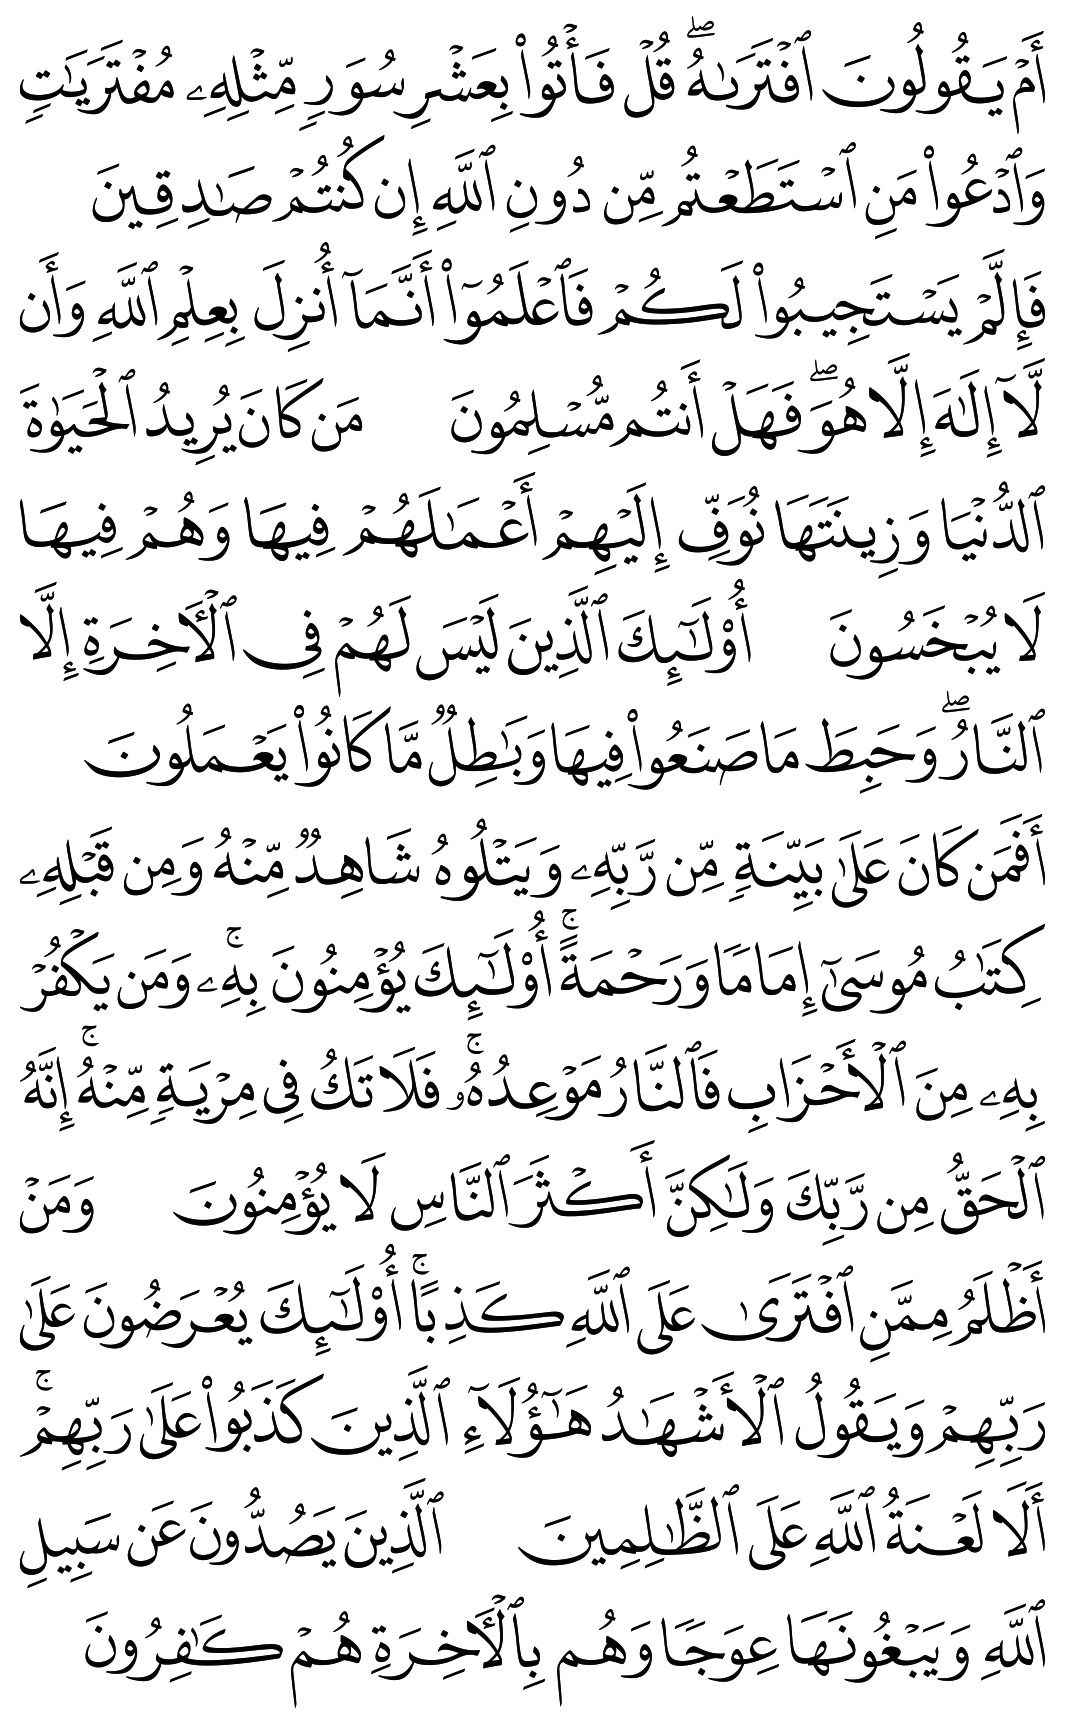 أَمْ يَقُولُونَ ٱفْتَرَىٰهُ ۖ قُلْ فَأْتُوا۟ بِعَشْرِ سُوَرٍ مِّثْلِهِۦ مُفْتَرَيَـٰتٍ
وَٱدْعُوا۟ مَنِ ٱسْتَطَعْتُم مِّن دُونِ ٱللَّهِ إِن كُنتُمْ صَـٰدِقِينَ
فَإِلَّمْ يَسْتَجِيبُوا۟ لَكُمْ فَٱعْلَمُوٓا۟ أَنَّمَآ أُنزِلَ بِعِلْمِ ٱللَّهِ وَأَن
لَّآ إِلَـٰهَ إِلَّا هُوَ ۖ فَهَلْ أَنتُم مُّسْلِمُونَ مَن كَانَ يُرِيدُ ٱلْحَيَوٰةَ
ٱلدُّنْيَا وَزِينَتَهَا نُوَفِّ إِلَيْهِمْ أَعْمَـٰلَهُمْ فِيهَا وَهُمْ فِيهَا
لَا يُبْخَسُونَ أُو۟لَـٰٓئِكَ ٱلَّذِينَ لَيْسَ لَهُمْ فِى ٱلْـَٔاخِرَةِ إِلَّا
ٱلنَّارُ ۖ وَحَبِطَ مَا صَنَعُوا۟ فِيهَا وَبَـٰطِلٌ مَّا كَانُوا۟ يَعْمَلُونَ
أَفَمَن كَانَ عَلَىٰ بَيِّنَةٍ مِّن رَّبِّهِۦ وَيَتْلُوهُ شَاهِدٌ مِّنْهُ وَمِن قَبْلِهِۦ
كِتَـٰبُ مُوسَىٰٓ إِمَامًا وَرَحْمَةً ۚ أُو۟لَـٰٓئِكَ يُؤْمِنُونَ بِهِۦ ۚ وَمَن يَكْفُرْ
بِهِۦ مِنَ ٱلْأَحْزَابِ فَٱلنَّارُ مَوْعِدُهُۥ ۚ فَلَا تَكُ فِى مِرْيَةٍ مِّنْهُ ۚ إِنَّهُ
ٱلْحَقُّ مِن رَّبِّكَ وَلَـٰكِنَّ أَكْثَرَ ٱلنَّاسِ لَا يُؤْمِنُونَ وَمَنْ
أَظْلَمُ مِمَّنِ ٱفْتَرَىٰ عَلَى ٱللَّهِ كَذِبًا ۚ أُو۟لَـٰٓئِكَ يُعْرَضُونَ عَلَىٰ
رَبِّهِمْ وَيَقُولُ ٱلْأَشْهَـٰدُ هَـٰٓؤُلَآءِ ٱلَّذِينَ كَذَبُوا۟ عَلَىٰ رَبِّهِمْ ۚ
أَلَا لَعْنَةُ ٱللَّهِ عَلَى ٱلظَّـٰلِمِينَ ٱلَّذِينَ يَصُدُّونَ عَن سَبِيلِ
ٱللَّهِ وَيَبْغُونَهَا عِوَجًا وَهُم بِٱلْـَٔاخِرَةِ هُمْ كَـٰفِرُونَ